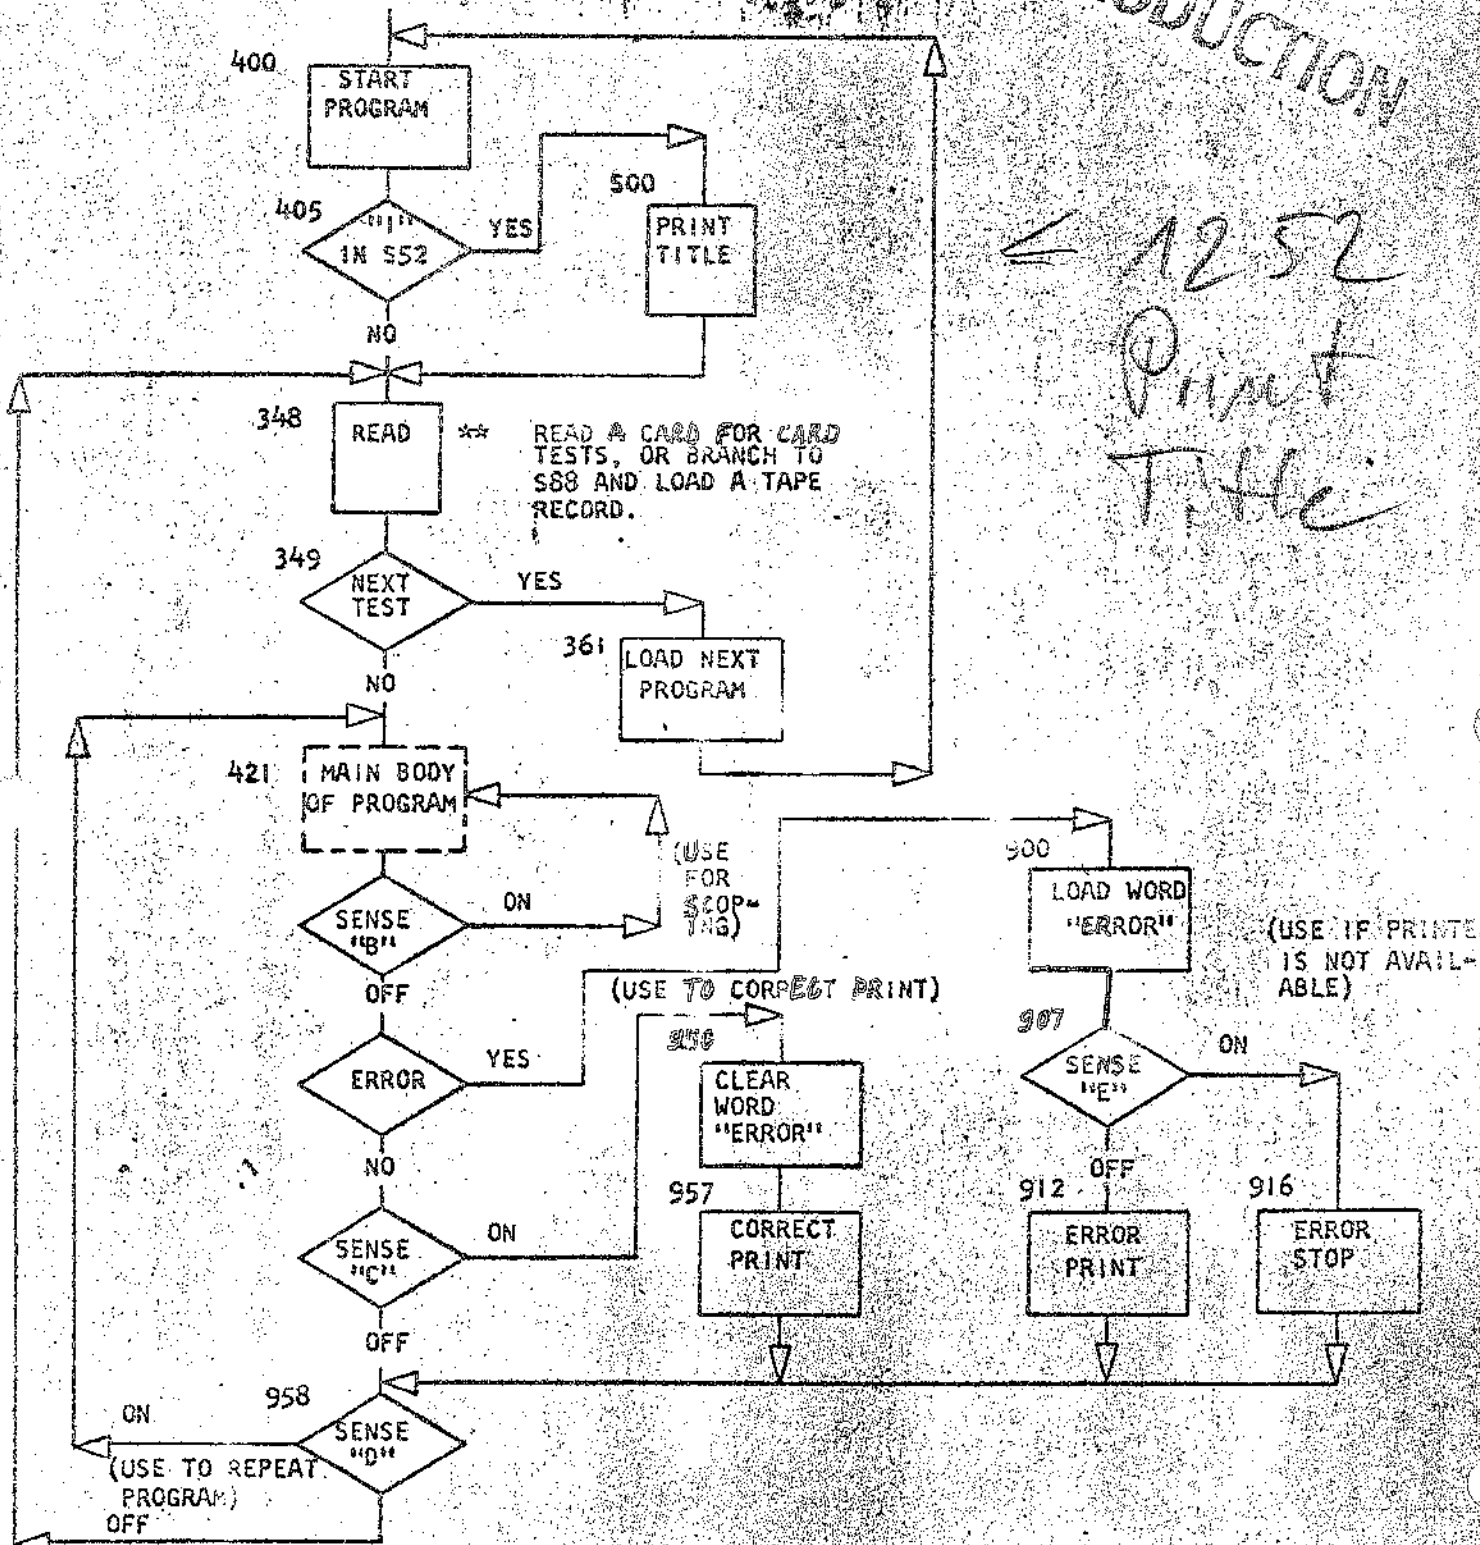 400
START
PROGRAM
405
"1"
IN S52
YES
500
PRINT
TITLE
NO
← 1252
Print
Title
348
READ
** READ A CARD FOR CARD
TESTS, OR BRANCH TO
S88 AND LOAD A TAPE
RECORD.
349
NEXT
TEST
YES
361
LOAD NEXT
PROGRAM
NO
421
MAIN BODY
OF PROGRAM
(USE
FOR
SCOP-
ING)
SENSE
"B"
ON
OFF
900
LOAD WORD
"ERROR"
(USE IF PRINTE
IS NOT AVAIL-
ABLE)
(USE TO CORRECT PRINT)
ERROR
YES
NO
950
CLEAR
WORD
"ERROR"
907
SENSE
"E"
ON
OFF
SENSE
"C"
ON
OFF
957
CORRECT
PRINT
912
ERROR
PRINT
916
ERROR
STOP
958
SENSE
"D"
ON
(USE TO REPEAT
PROGRAM)
OFF